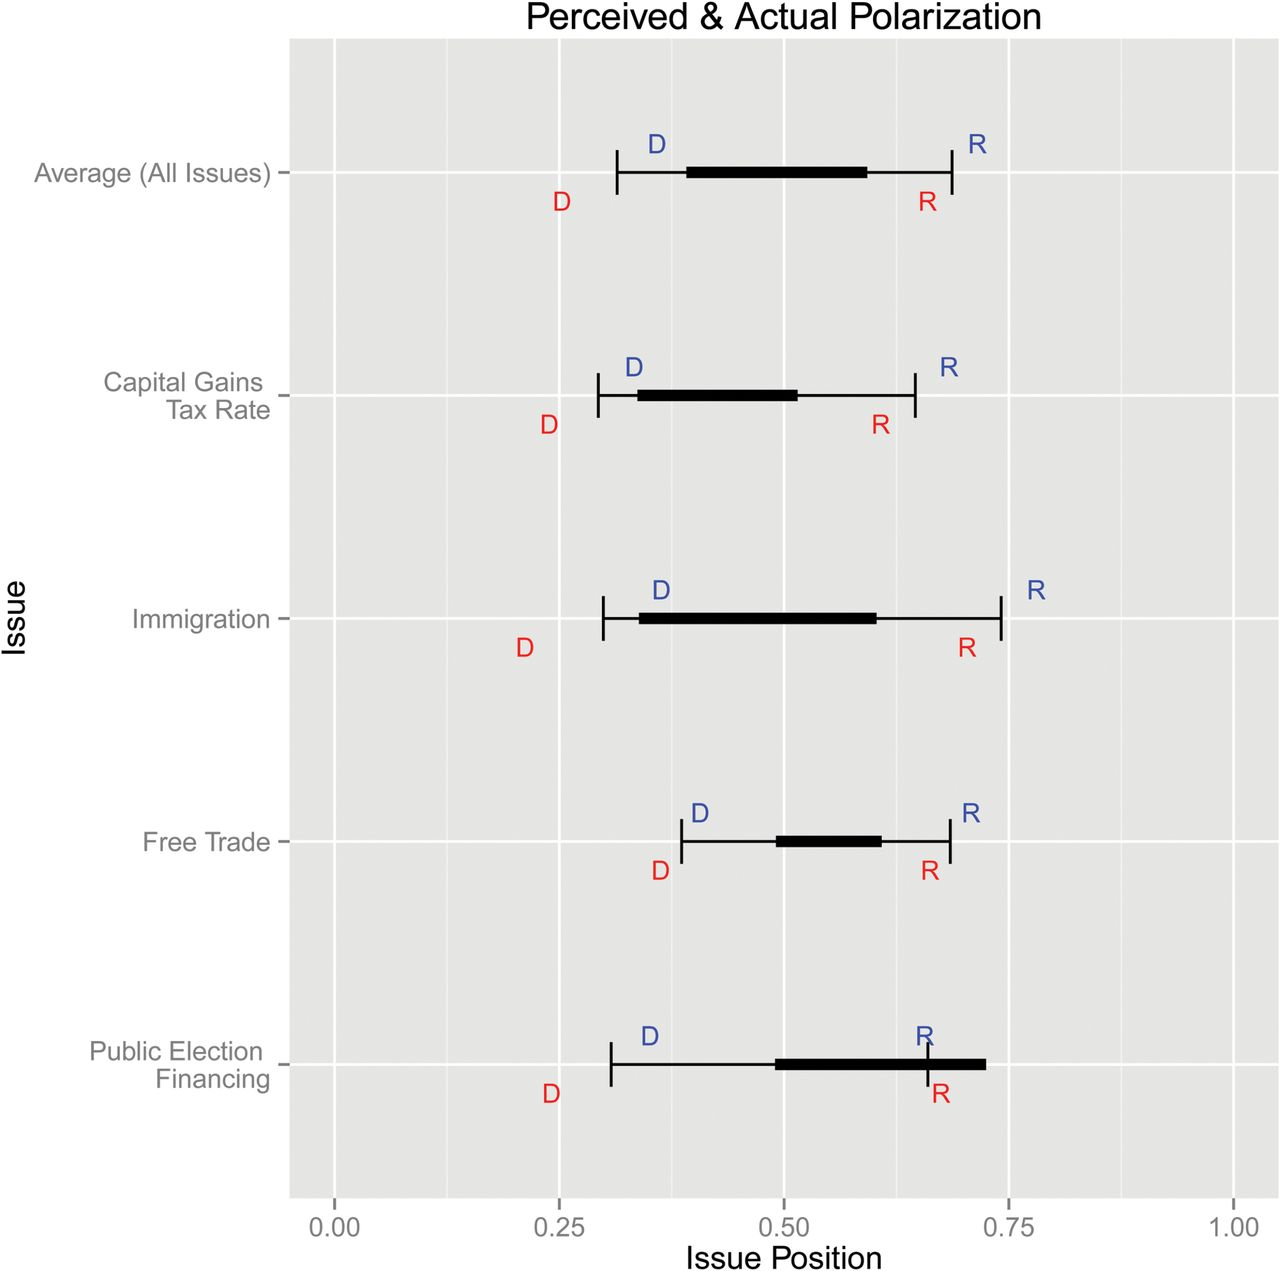 Perceived & Actual Polarization
D R
Average (All Issues)
D R
D R
Capital Gains
Tax Rate
D R
D R
Immigration
D R
Issue
D R
Free Trade
D R
D R
Public Election
Financing
D R
0.00 0.25 0.50 0.75 1.00
Issue Position